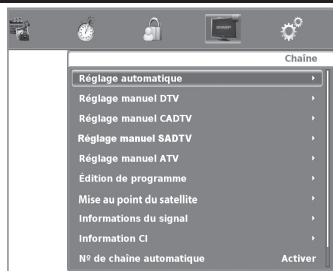 SHARP
Chaîne
Réglage automatique
Réglage manuel DTV
Réglage manuel CADTV
Réglage manuel SADTV
Réglage manuel ATV
Édition de programme
Mise au point du satellite
Informations du signal
Information CI
Nº de chaîne automatique Activer